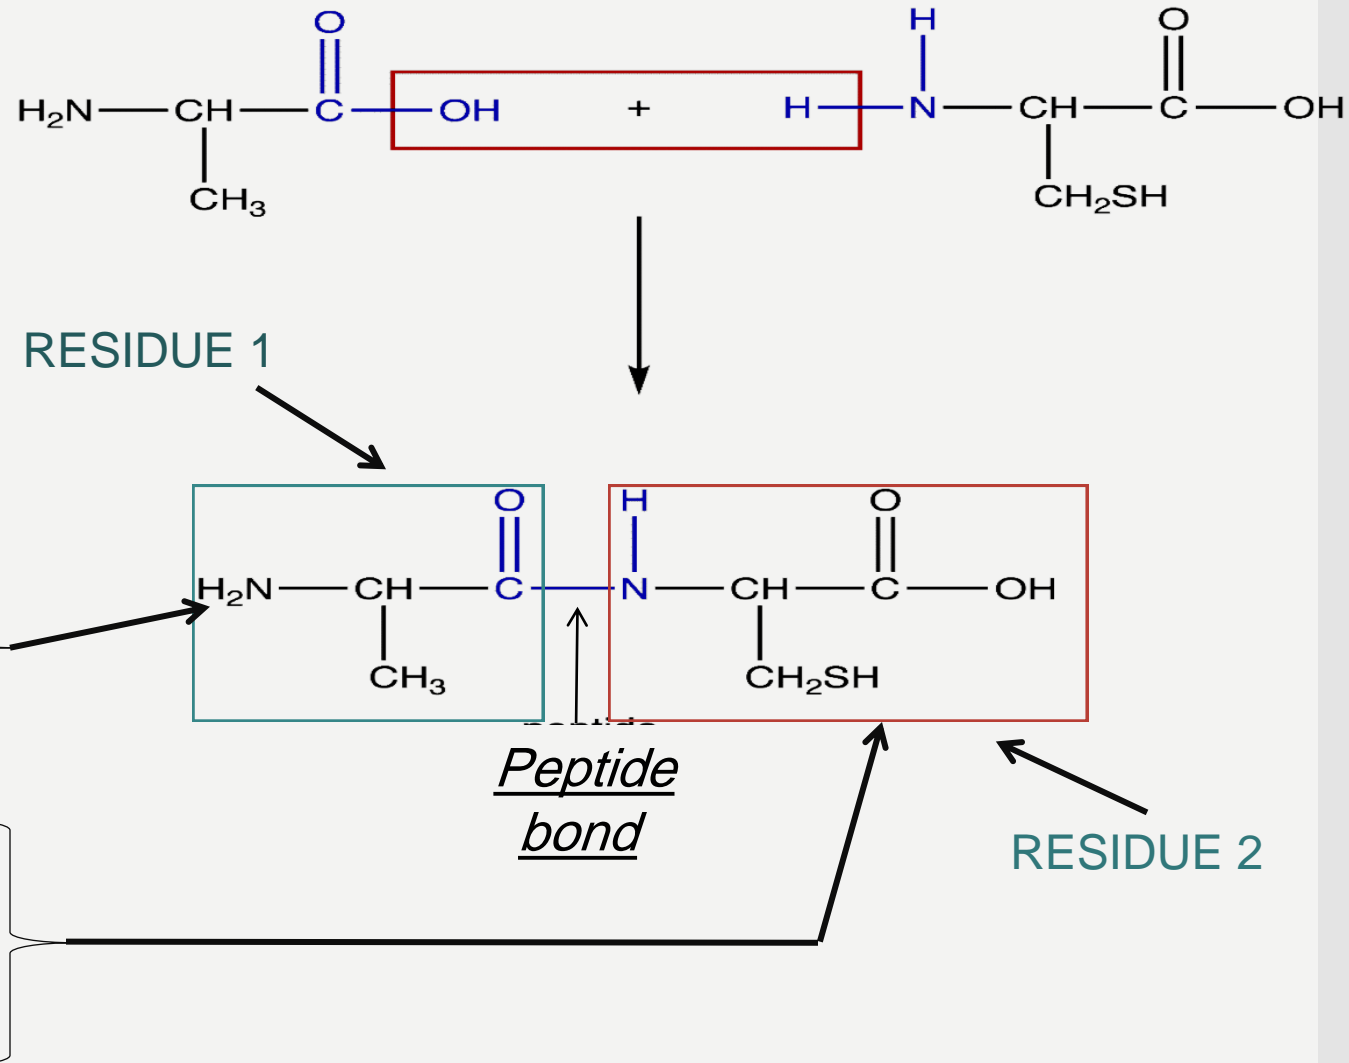 O H O
H₂N CH C OH + H N CH C OH
CH₃ CH₂SH
RESIDUE 1
O H O
H₂N CH C N CH C OH
CH₃ CH₂SH
Peptide
bond
RESIDUE 2